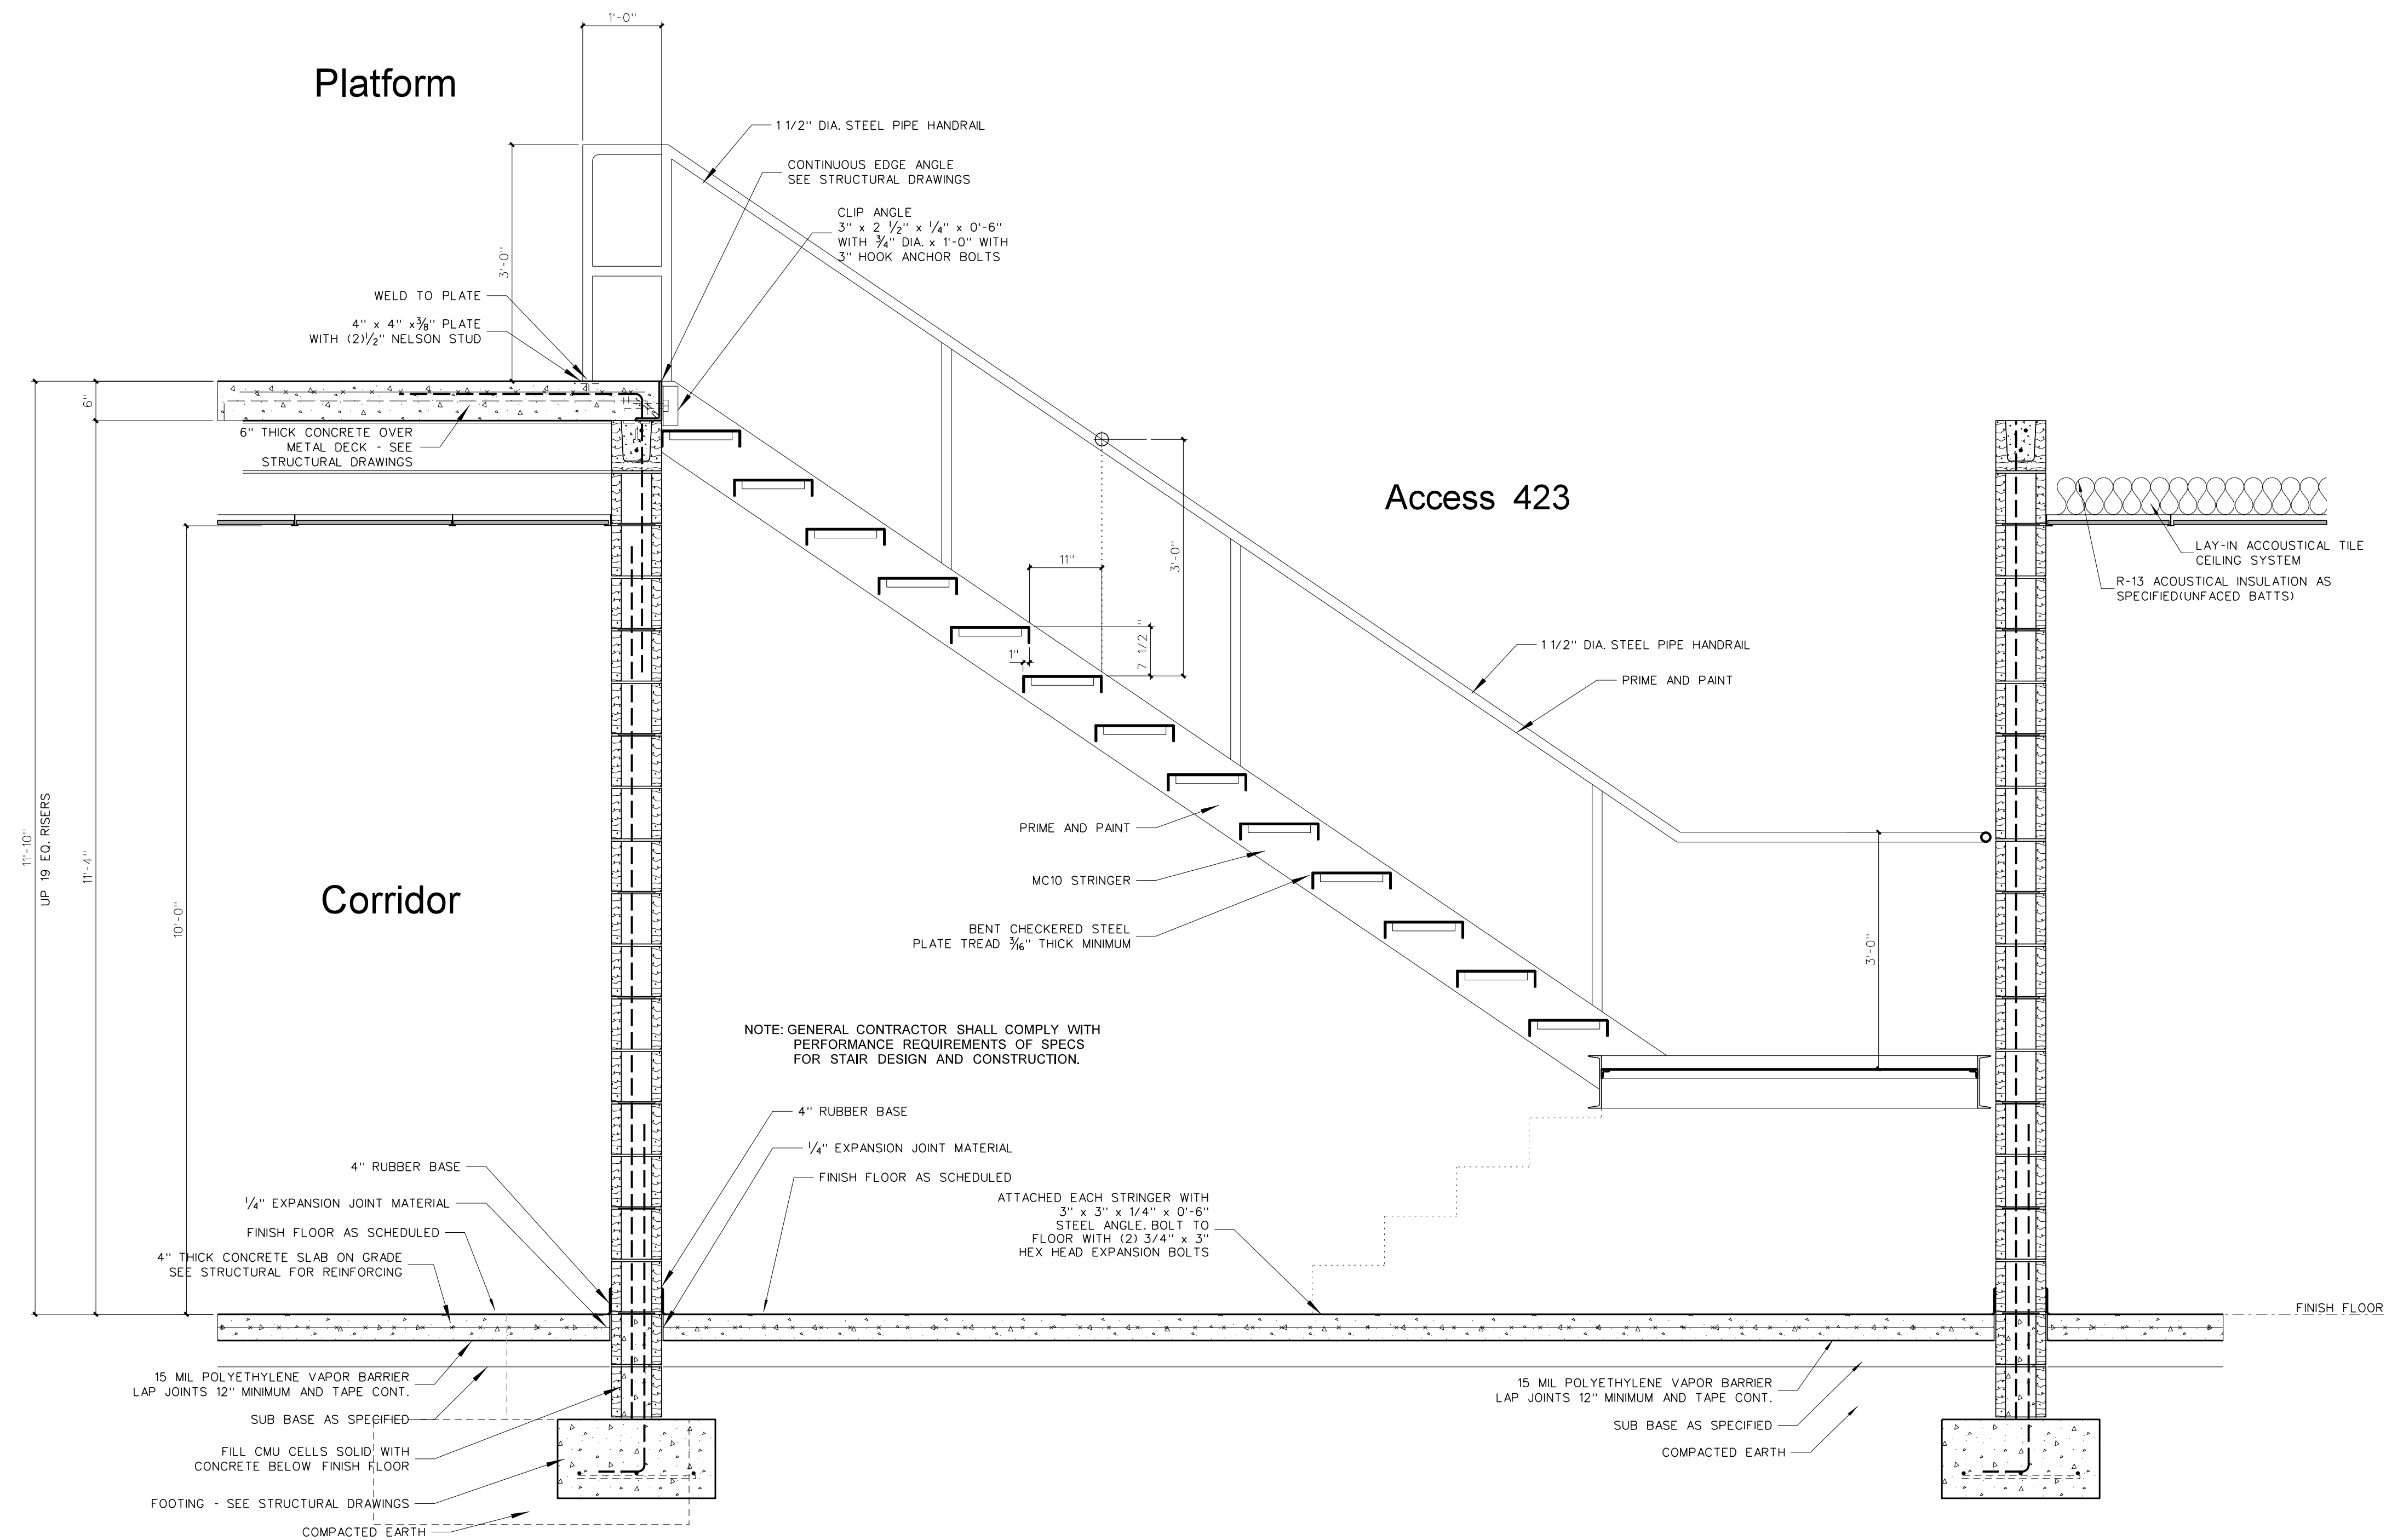 1'-0"
Platform
1 1/2" DIA. STEEL PIPE HANDRAIL
CONTINUOUS EDGE ANGLE
SEE STRUCTURAL DRAWINGS
CLIP ANGLE
3" x 2 1/2" x 1/4" x 0'-6"
WITH 3/4" DIA. x 1'-0" WITH
3" HOOK ANCHOR BOLTS
3'-0"
WELD TO PLATE
4" x 4" x 3/8" PLATE
WITH (2) 1/2" NELSON STUD
6"
6" THICK CONCRETE OVER
METAL DECK - SEE
STRUCTURAL DRAWINGS
Access 423
11"
3'-0"
7 1/2 "
1"
LAY-IN ACCOUSTICAL TILE
CEILING SYSTEM
R-13 ACOUSTICAL INSULATION AS
SPECIFIED(UNFACED BATTS)
1 1/2" DIA. STEEL PIPE HANDRAIL
PRIME AND PAINT
11'-10"
UP 19 EQ. RISERS
11'-4"
10'-0"
Corridor
PRIME AND PAINT
MC10 STRINGER
BENT CHECKERED STEEL
PLATE TREAD 3/16" THICK MINIMUM
3'-0"
NOTE: GENERAL CONTRACTOR SHALL COMPLY WITH
PERFORMANCE REQUIREMENTS OF SPECS
FOR STAIR DESIGN AND CONSTRUCTION.
4" RUBBER BASE
1/4" EXPANSION JOINT MATERIAL
FINISH FLOOR AS SCHEDULED
4" RUBBER BASE
1/4" EXPANSION JOINT MATERIAL
FINISH FLOOR AS SCHEDULED
4" THICK CONCRETE SLAB ON GRADE
SEE STRUCTURAL FOR REINFORCING
ATTACHED EACH STRINGER WITH
3" x 3" x 1/4" x 0'-6"
STEEL ANGLE. BOLT TO
FLOOR WITH (2) 3/4" x 3"
HEX HEAD EXPANSION BOLTS
FINISH FLOOR
15 MIL POLYETHYLENE VAPOR BARRIER
LAP JOINTS 12" MINIMUM AND TAPE CONT.
SUB BASE AS SPECIFIED
FILL CMU CELLS SOLID WITH
CONCRETE BELOW FINISH FLOOR
FOOTING - SEE STRUCTURAL DRAWINGS
COMPACTED EARTH
15 MIL POLYETHYLENE VAPOR BARRIER
LAP JOINTS 12" MINIMUM AND TAPE CONT.
SUB BASE AS SPECIFIED
COMPACTED EARTH